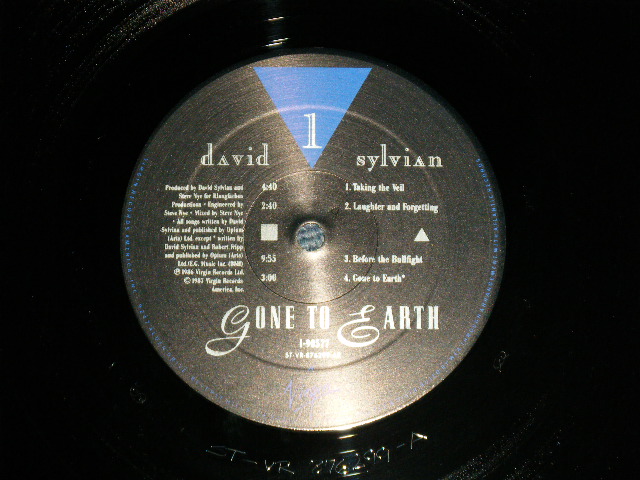 1
david sylvian
Produced by David Sylvian and
Steve Nye for Klangfarben
Productions • Engineered by
Steve Nye • Mixed by Steve Nye
• All songs written by David
Sylvian and published by Opium
(Arts) Ltd. except * written by
David Sylvian and Robert Fripp
and published by Opium (Arts)
Ltd./E.G. Music Inc. (BMI)
℗ 1986 Virgin Records Ltd.
© 1987 Virgin Records
America, Inc.
4:40 1. Taking the Veil
2:40 2. Laughter and Forgetting
9:55 3. Before the Bullfight
3:00 4. Gone to Earth*
GONE TO EARTH
1-90577